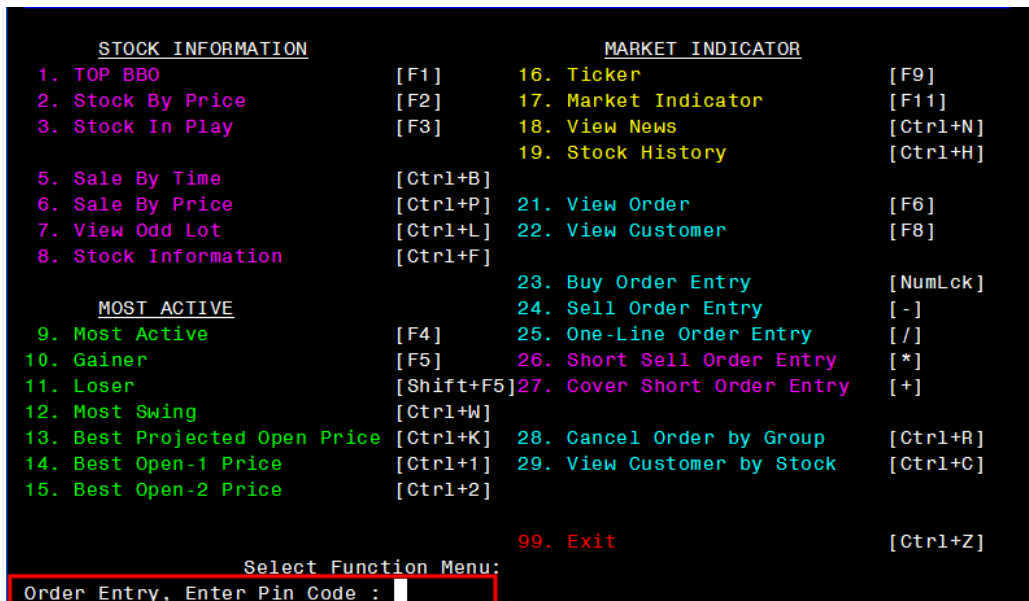 STOCK INFORMATION
1. TOP BBO [F1]
2. Stock By Price [F2]
3. Stock In Play [F3]
5. Sale By Time [Ctrl+B]
6. Sale By Price [Ctrl+P]
7. View Odd Lot [Ctrl+L]
8. Stock Information [Ctrl+F]
MOST ACTIVE
9. Most Active [F4]
10. Gainer [F5]
11. Loser [Shift+F5]
12. Most Swing [Ctrl+W]
13. Best Projected Open Price [Ctrl+K]
14. Best Open-1 Price [Ctrl+1]
15. Best Open-2 Price [Ctrl+2]
MARKET INDICATOR
16. Ticker [F9]
17. Market Indicator [F11]
18. View News [Ctrl+N]
19. Stock History [Ctrl+H]
21. View Order [F6]
22. View Customer [F8]
23. Buy Order Entry [NumLck]
24. Sell Order Entry [-]
25. One-Line Order Entry [/]
26. Short Sell Order Entry [*]
27. Cover Short Order Entry [+]
28. Cancel Order by Group [Ctrl+R]
29. View Customer by Stock [Ctrl+C]
99. Exit [Ctrl+Z]
Select Function Menu:
Order Entry, Enter Pin Code :